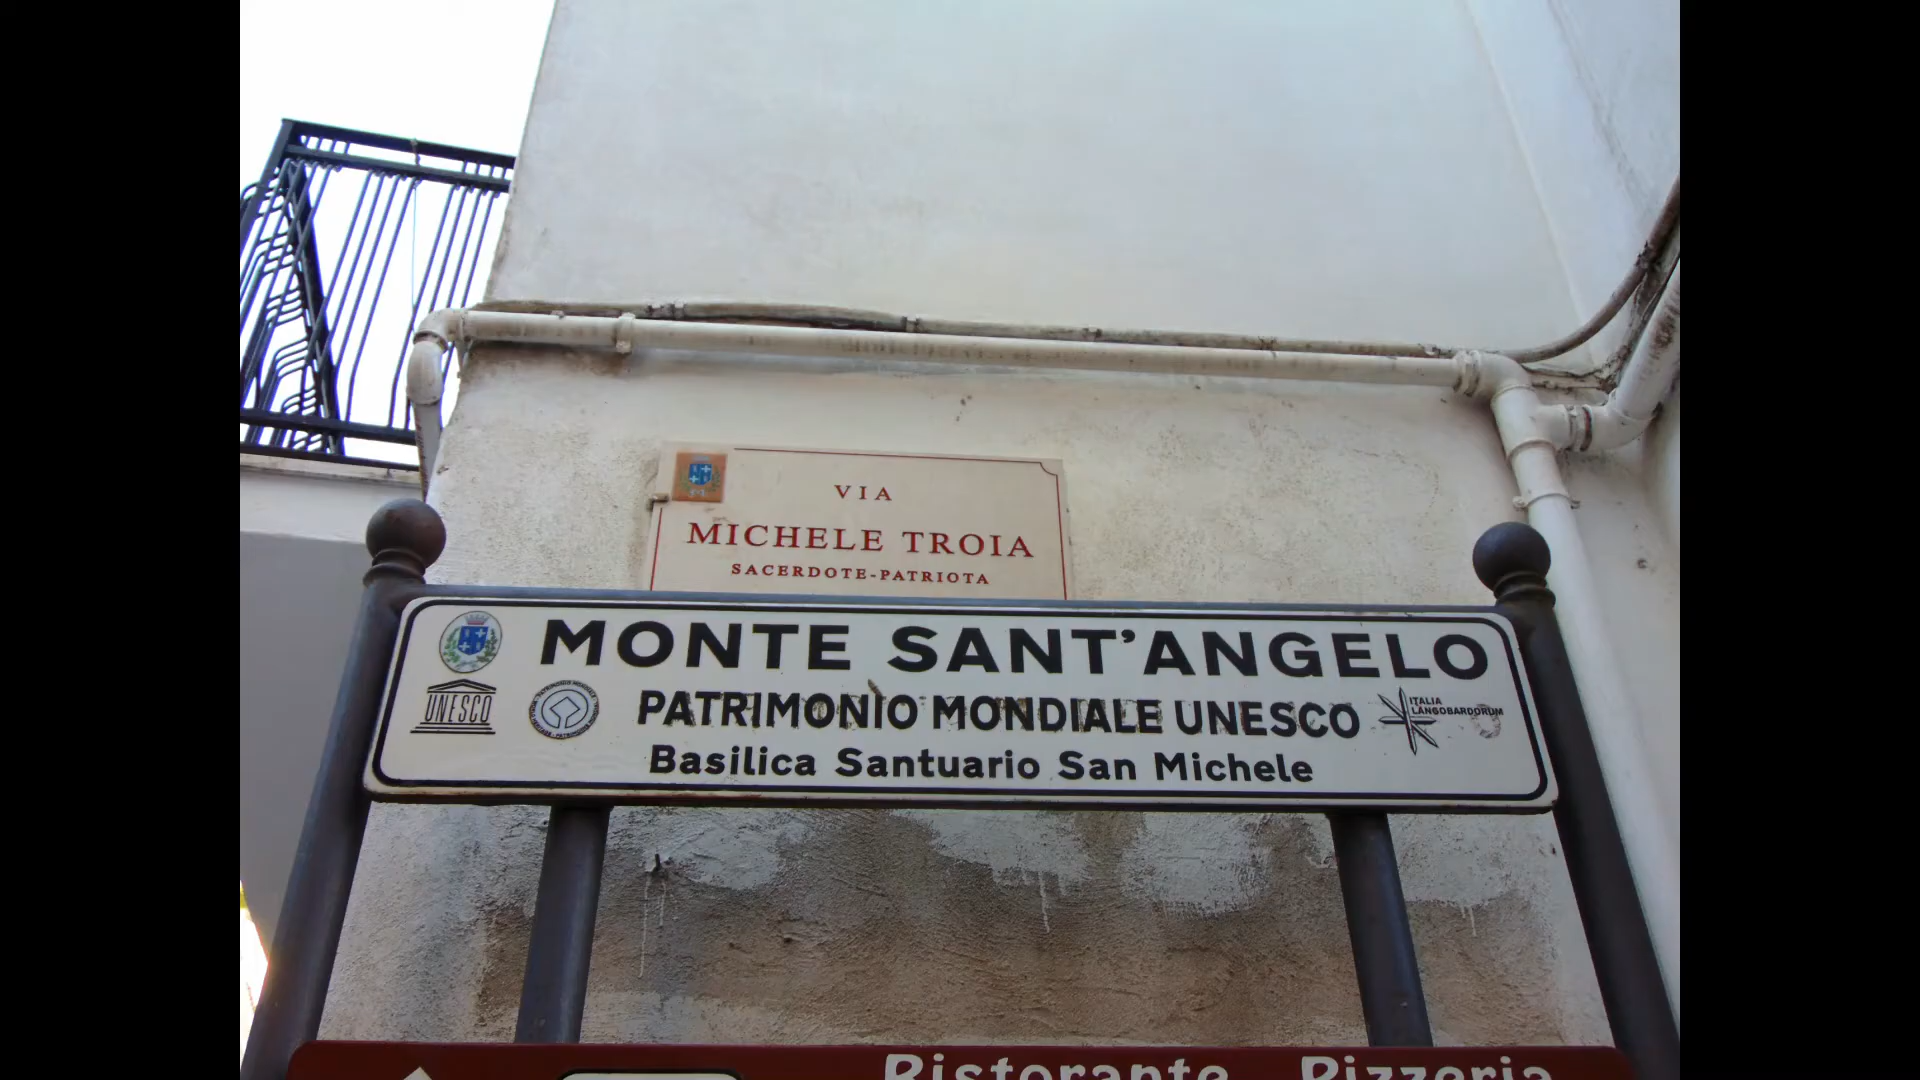 VIA
MICHELE TROIA
SACERDOTE-PATRIOTA
MONTE SANT'ANGELO
UNESCO
PATRIMONIO MONDIALE UNESCO
ITALIA
LANGOBARDORUM
Basilica Santuario San Michele
Ristorante Pizzeria